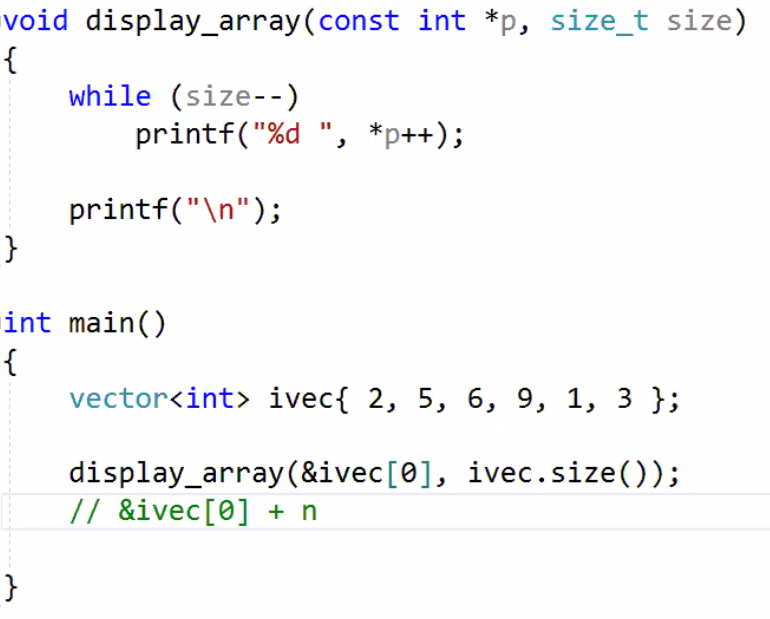 void display_array(const int *p, size_t size)
{
    while (size--)
        printf("%d ", *p++);
    printf("\n");
}
int main()
{
    vector<int> ivec{ 2, 5, 6, 9, 1, 3 };
    display_array(&ivec[0], ivec.size());
    // &ivec[0] + n
}